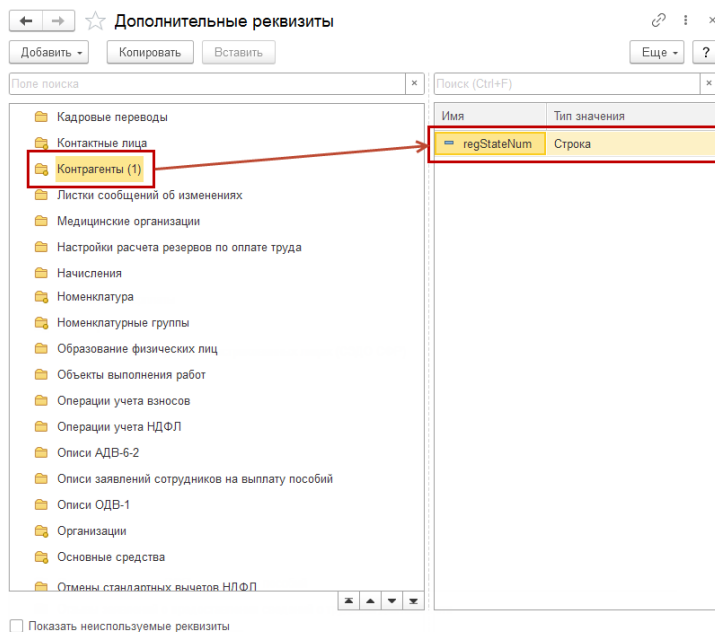 Дополнительные реквизиты
Добавить Копировать Вставить Еще ?
Поле поиска × Поиск (Ctrl+F) ×
Имя Тип значения
regStateNum Строка
Кадровые переводы
Контактные лица
Контрагенты (1)
Листки сообщений об изменениях
Медицинские организации
Настройки расчета резервов по оплате труда
Начисления
Номенклатура
Номенклатурные группы
Образование физических лиц
Объекты выполнения работ
Операции учета взносов
Операции учета НДФЛ
Описи АДВ-6-2
Описи заявлений сотрудников на выплату пособий
Описи ОДВ-1
Организации
Основные средства
Отмены стандартных вычетов НДФЛ
Показать неиспользуемые реквизиты